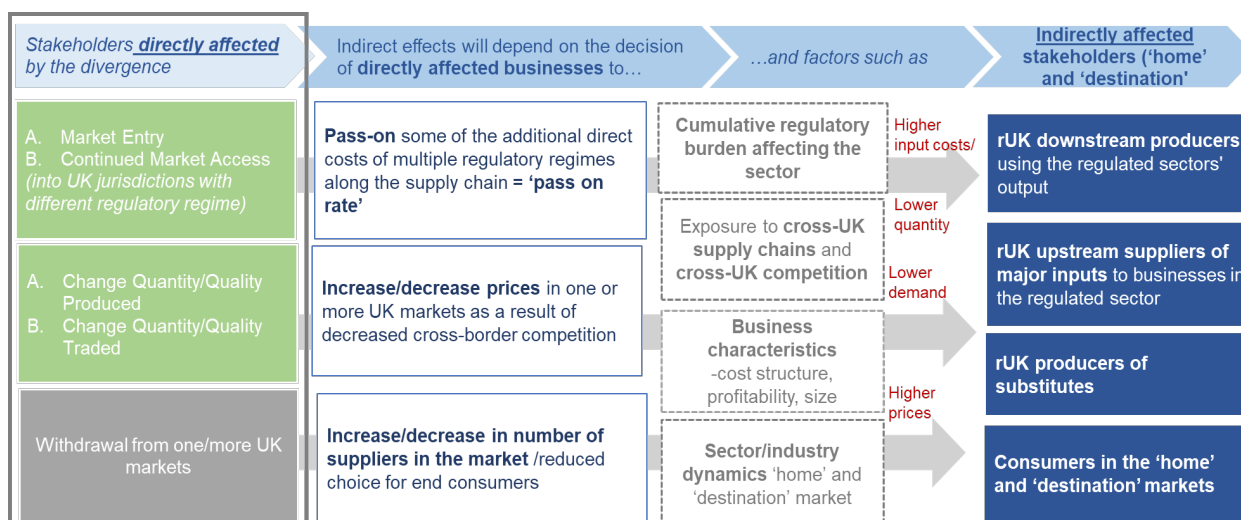 Stakeholders directly affected
by the divergence
Indirect effects will depend on the decision
of directly affected businesses to…
…and factors such as
Indirectly affected
stakeholders ('home'
and 'destination'
A. Market Entry
B. Continued Market Access
(into UK jurisdictions with
different regulatory regime)
Pass-on some of the additional direct
costs of multiple regulatory regimes
along the supply chain = 'pass on
rate'
Cumulative regulatory
burden affecting the
sector
Higher
input costs/
rUK downstream producers
using the regulated sectors'
output
Exposure to cross-UK
supply chains and
cross-UK competition
Lower
quantity
rUK upstream suppliers of
major inputs to businesses in
the regulated sector
A. Change Quantity/Quality
Produced
B. Change Quantity/Quality
Traded
Increase/decrease prices in one or
more UK markets as a result of
decreased cross-border competition
Lower
demand
Business
characteristics
-cost structure,
profitability, size
rUK producers of
substitutes
Higher
prices
Withdrawal from one/more UK
markets
Increase/decrease in number of
suppliers in the market /reduced
choice for end consumers
Sector/industry
dynamics 'home' and
'destination' market
Consumers in the 'home'
and 'destination' markets